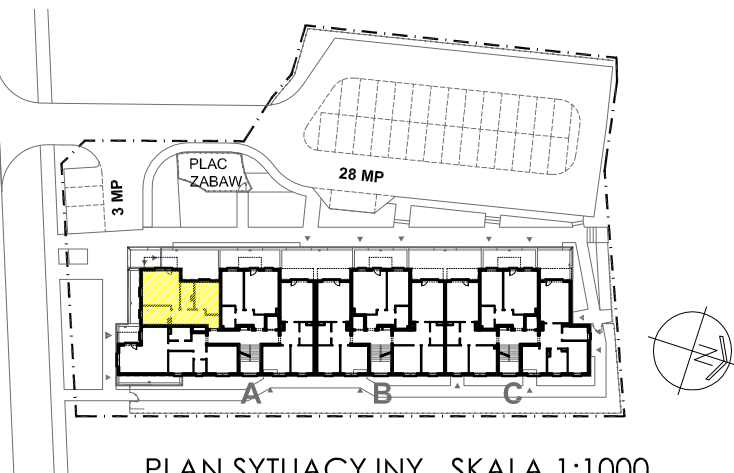 PLAC
ZABAW
28 MP
3 MP
A
B
C
N
PLAN SYTUACYJNY SKALA 1:1000